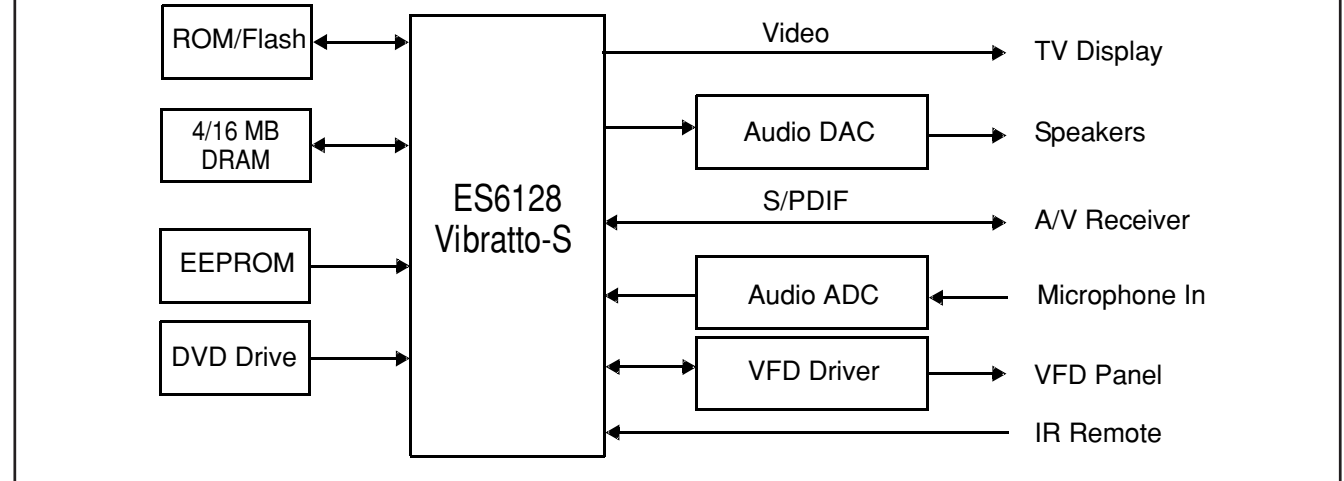 ROM/Flash
4/16 MB
DRAM
EEPROM
DVD Drive
ES6128
Vibratto-S
Video
TV Display
Audio DAC
Speakers
S/PDIF
A/V Receiver
Audio ADC
Microphone In
VFD Driver
VFD Panel
IR Remote